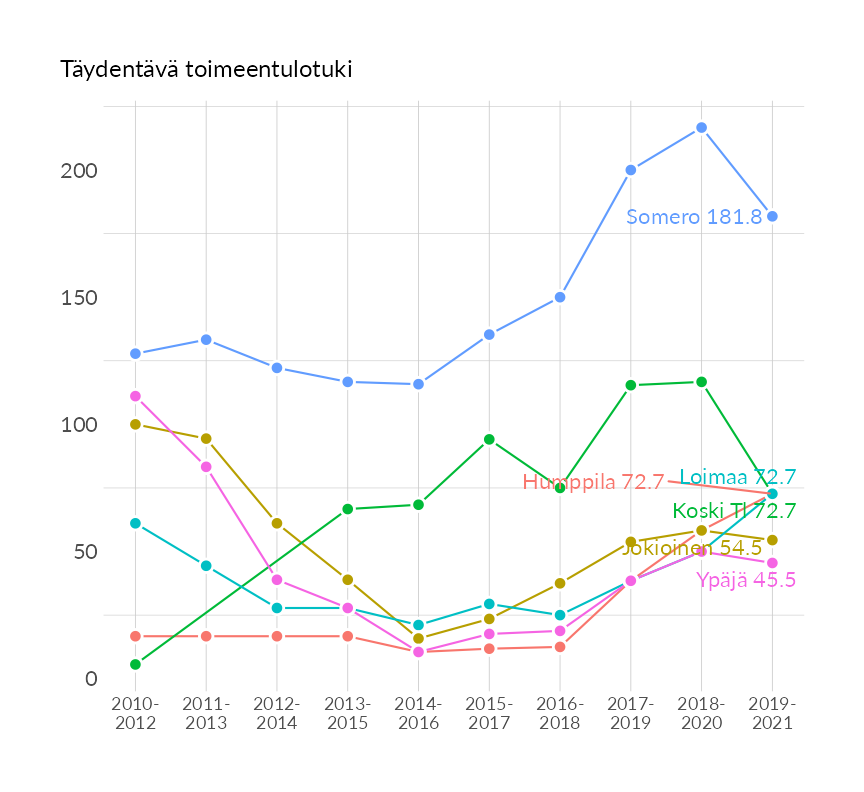 Täydentävä toimeentulotuki
200
Somero 181.8
150
100
Loimaa 72.7
Humppila 72.7
Koski Tl 72.7
50
Jokioinen 54.5
Ypäjä 45.5
0
2010- 2011- 2012- 2013- 2014- 2015- 2016- 2017- 2018- 2019-
2012 2013 2014 2015 2016 2017 2018 2019 2020 2021